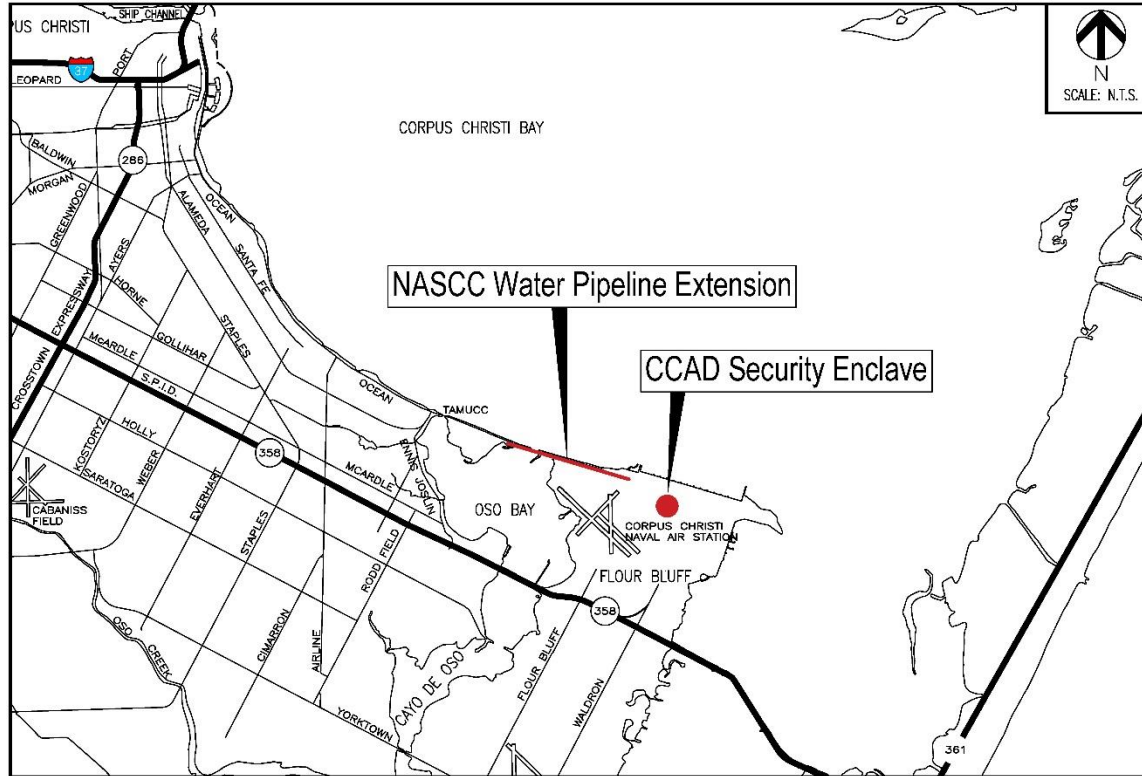 SHIP CHANNEL
PUS CHRISTI
N
SCALE: N.T.S.
37
LEOPARD
PORT
CORPUS CHRISTI BAY
286
BALDWIN
MORGAN
GREENWOOD
AYERS
ALAMEDA
OCEAN
SANTA FE
NASCC Water Pipeline Extension
CCAD Security Enclave
CROSSTOWN EXPRESSWAY
HORNE
GOLLIHAR
STAPLES
McARDLE
S.P.I.D.
OCEAN
TAMUCC
KOSTORYZ
HOLLY
WEBER
SARATOGA
EVERHART
358
McARDLE
ENNIS JOSLIN
OSO BAY
CABANISS
FIELD
STAPLES
RODD FIELD
CORPUS CHRISTI
NAVAL AIR STATION
FLOUR BLUFF
358
OSO
CREEK
CIMARRON
AIRLINE
YORKTOWN
CAYO DE OSO
FLOUR BLUFF
WALDRON
361